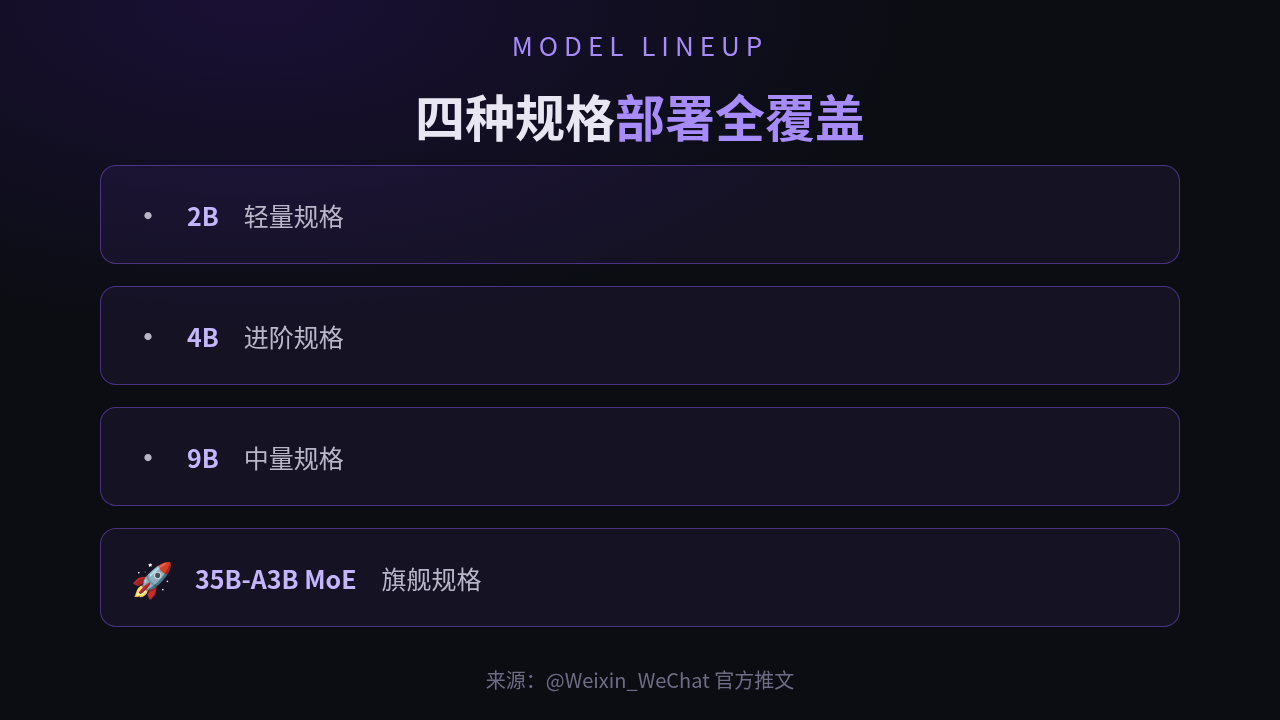 MODEL LINEUP
四种规格部署全覆盖
• 2B 轻量规格
• 4B 进阶规格
• 9B 中量规格
🚀 35B-A3B MoE 旗舰规格
来源：@Weixin_WeChat 官方推文